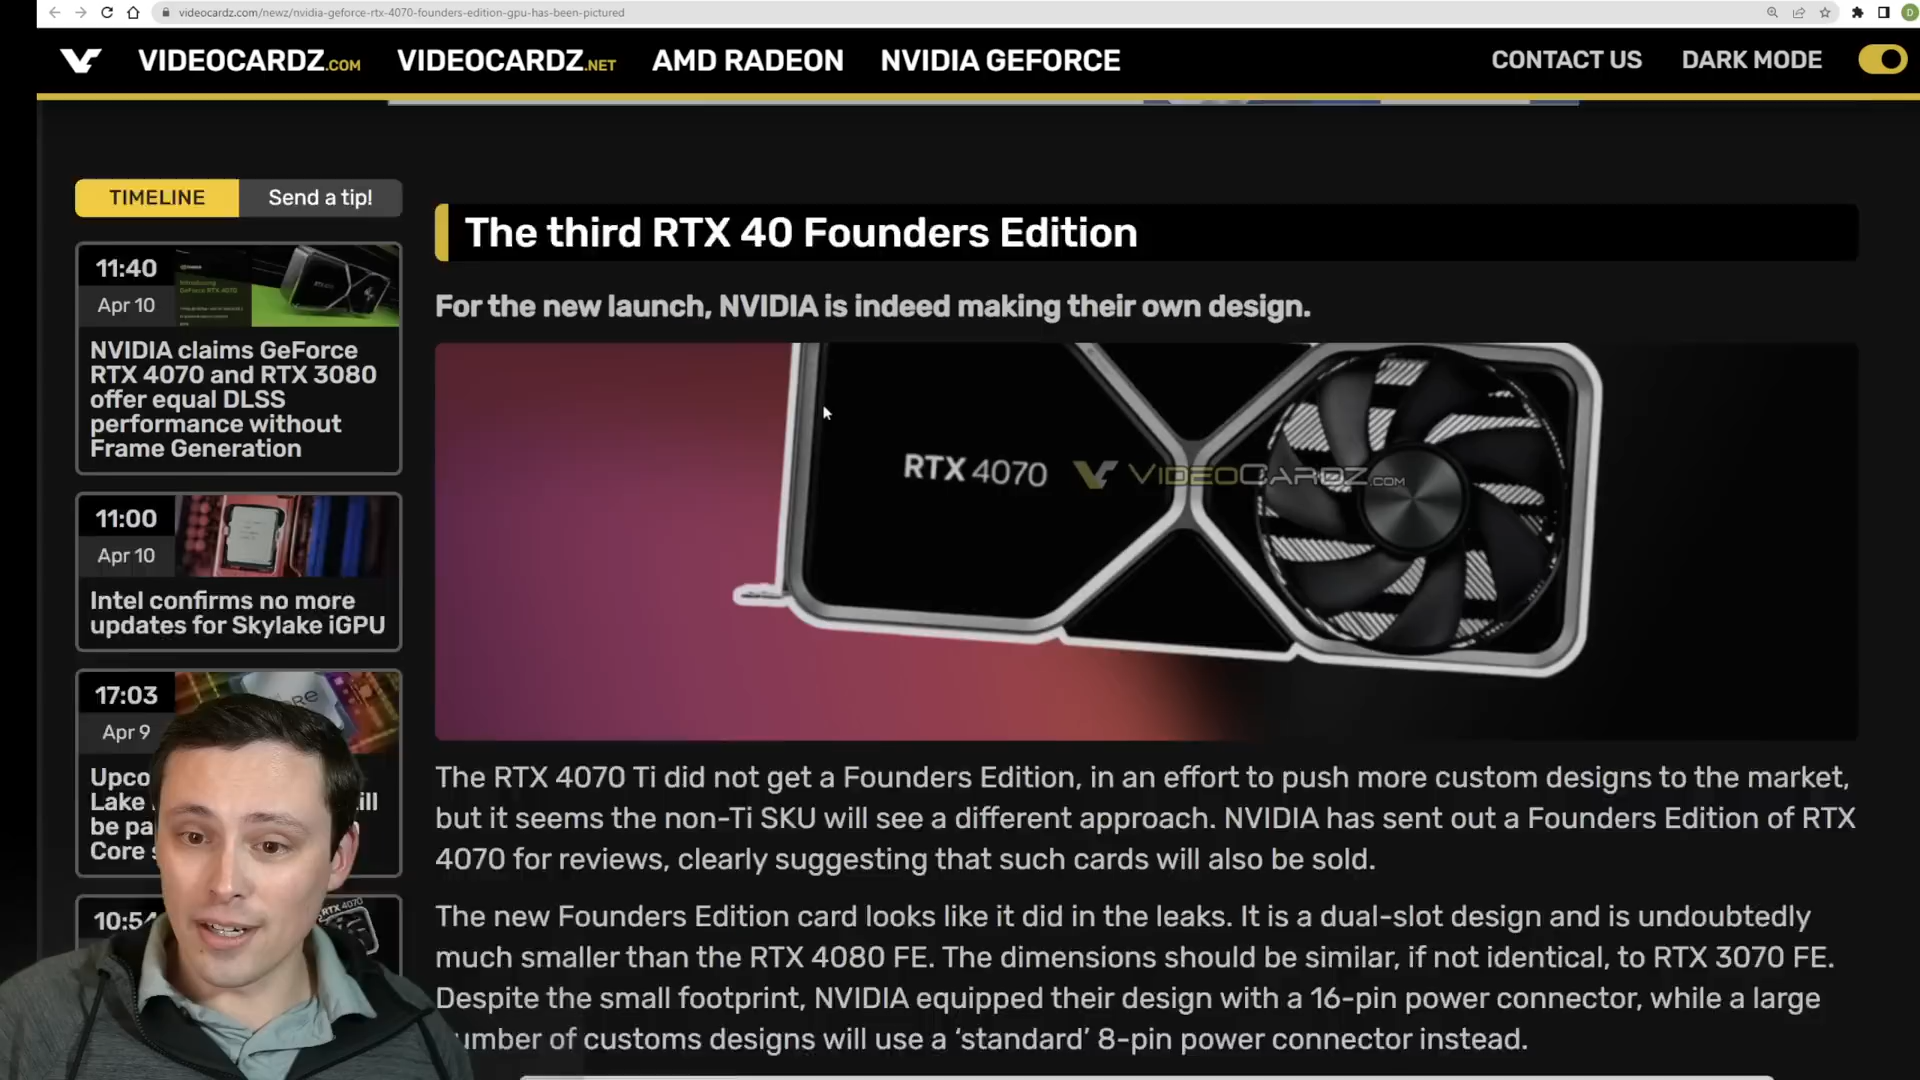 videocardz.com/newz/nvidia-geforce-rtx-4070-founders-edition-gpu-has-been-pictured
D
VIDEOCARDZ.COM VIDEOCARDZ.NET AMD RADEON NVIDIA GEFORCE CONTACT US DARK MODE
TIMELINE Send a tip!
11:40
Apr 10
NVIDIA claims GeForce
RTX 4070 and RTX 3080
offer equal DLSS
performance without
Frame Generation
11:00
Apr 10
Intel confirms no more
updates for Skylake iGPU
17:03
Apr 9
Upco
Lake ill
be pa
Core
10:54
RTX 4070
The third RTX 40 Founders Edition
For the new launch, NVIDIA is indeed making their own design.
RTX 4070 VIDEOCARDZ.COM
The RTX 4070 Ti did not get a Founders Edition, in an effort to push more custom designs to the market,
but it seems the non-Ti SKU will see a different approach. NVIDIA has sent out a Founders Edition of RTX
4070 for reviews, clearly suggesting that such cards will also be sold.
The new Founders Edition card looks like it did in the leaks. It is a dual-slot design and is undoubtedly
much smaller than the RTX 4080 FE. The dimensions should be similar, if not identical, to RTX 3070 FE.
Despite the small footprint, NVIDIA equipped their design with a 16-pin power connector, while a large
umber of customs designs will use a ‘standard’ 8-pin power connector instead.